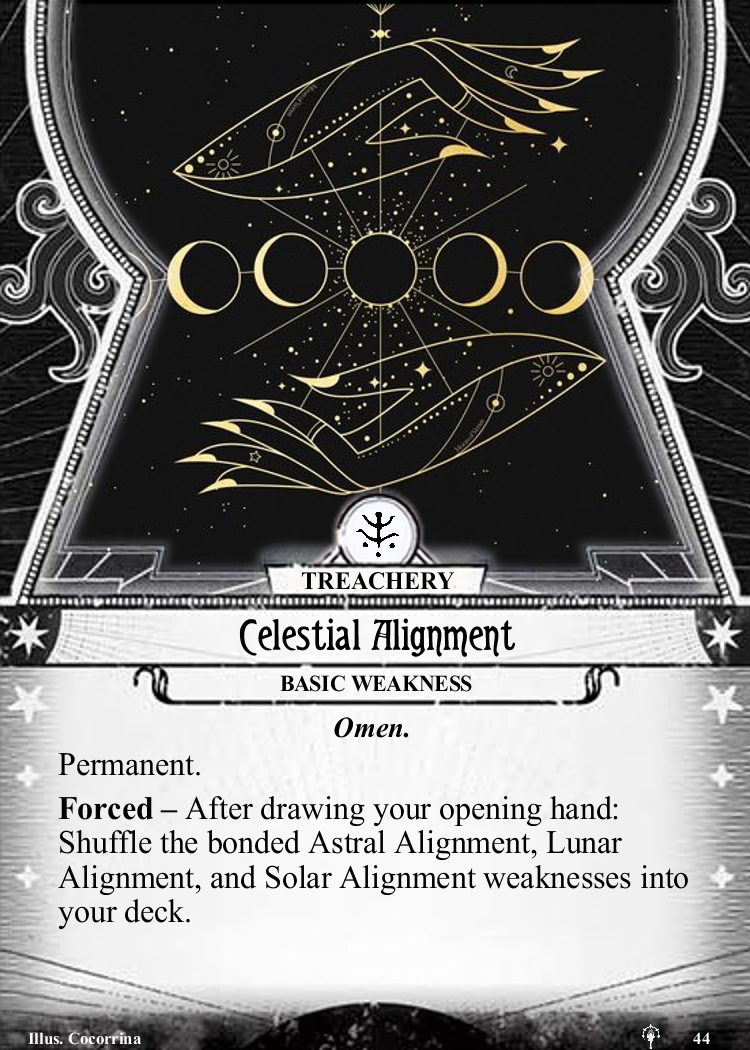 TREACHERY
Celestial Alignment
BASIC WEAKNESS
Omen.
Permanent.
Forced – After drawing your opening hand:
Shuffle the bonded Astral Alignment, Lunar
Alignment, and Solar Alignment weaknesses into
your deck.
Illus. Cocorrina
44